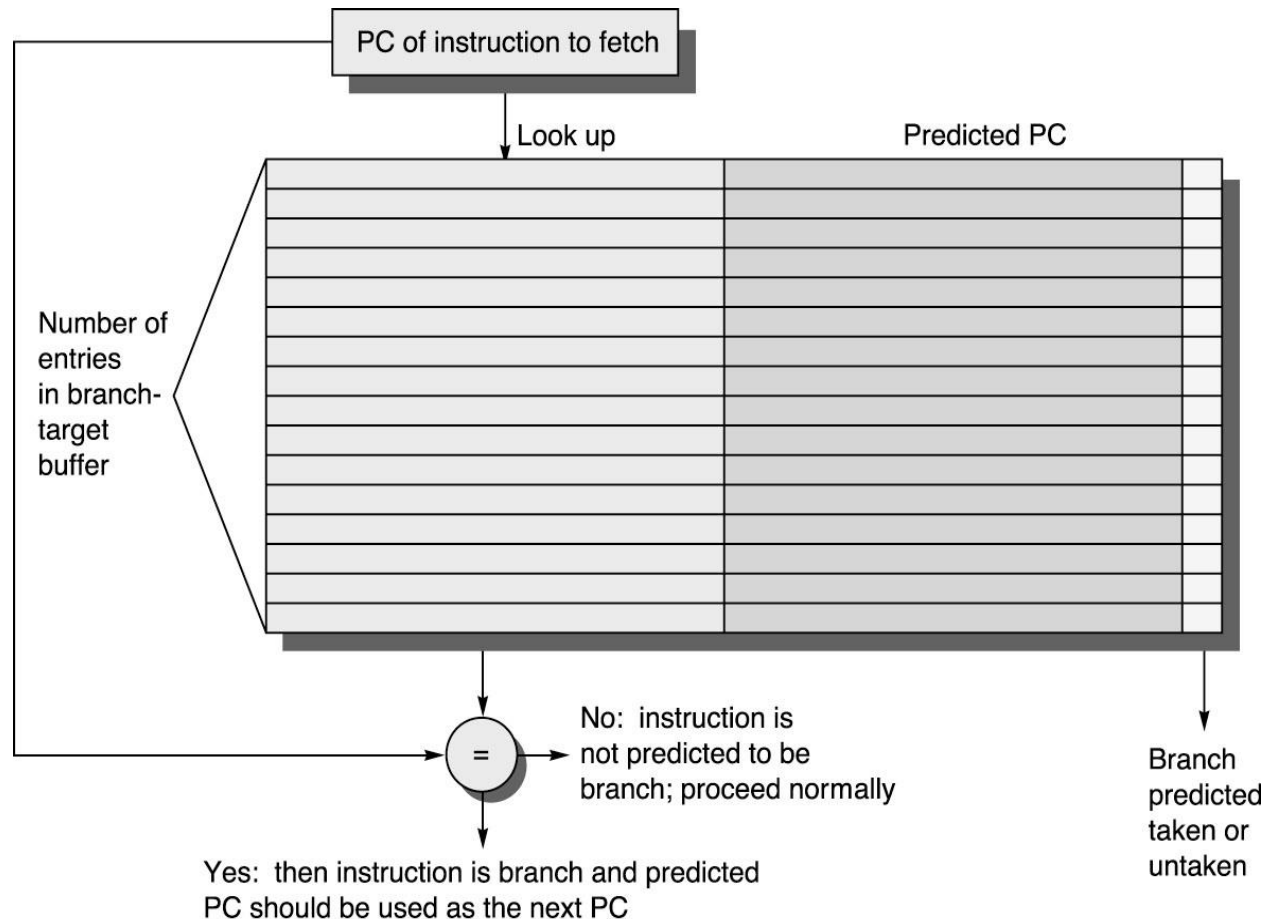 PC of instruction to fetch
Look up
Predicted PC
Number of
entries
in branch-
target
buffer
=
No: instruction is
not predicted to be
branch; proceed normally
Branch
predicted
taken or
untaken
Yes: then instruction is branch and predicted
PC should be used as the next PC